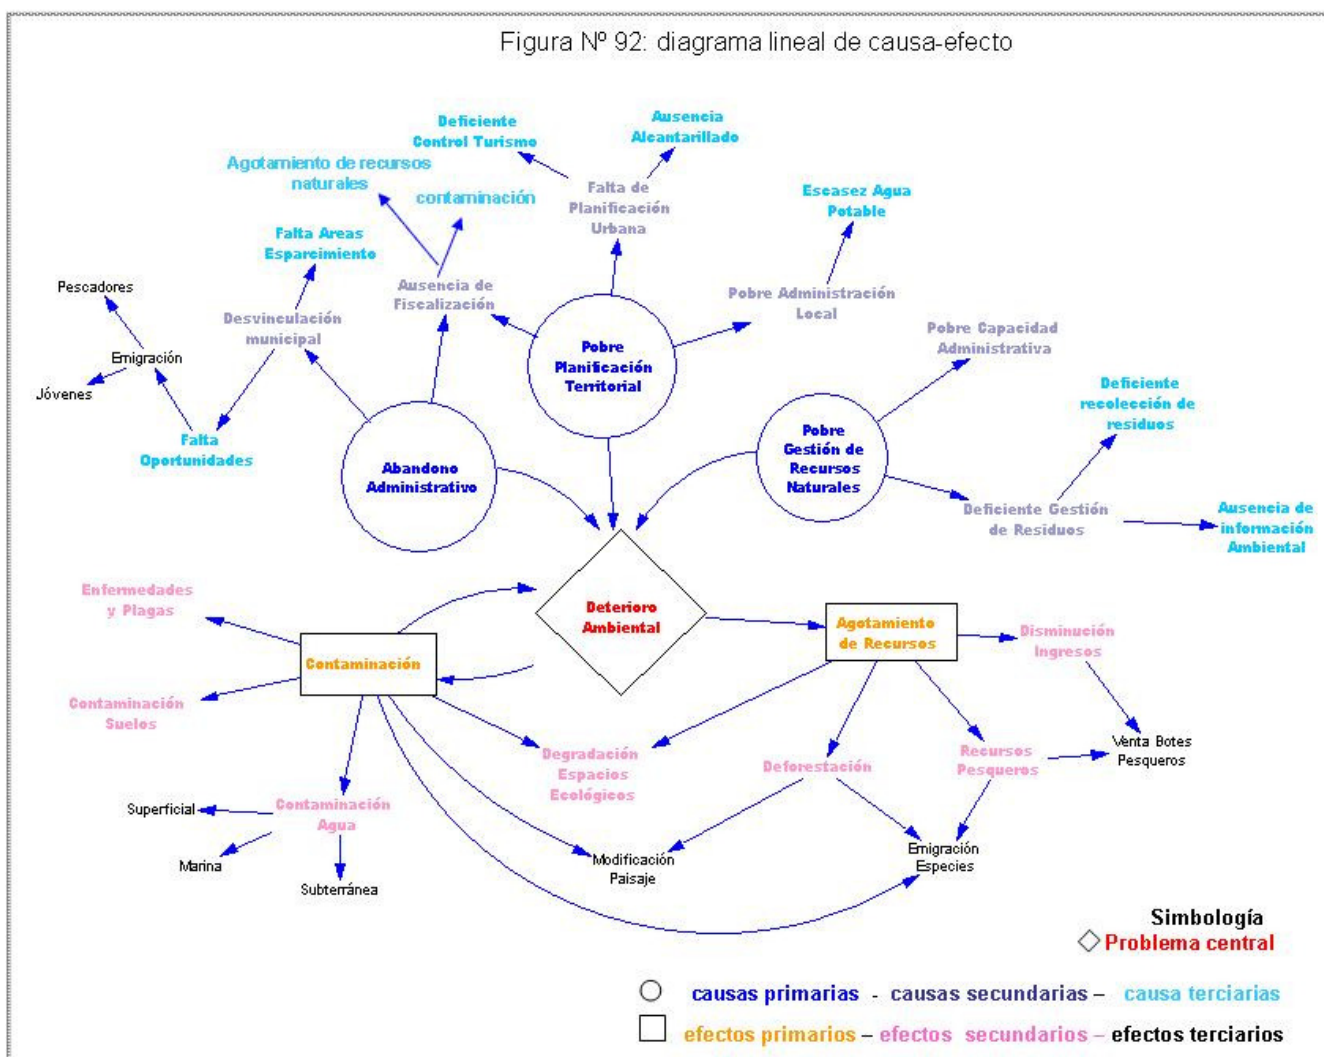 Figura Nº 92: diagrama lineal de causa-efecto
Deficiente
Control Turismo
Ausencia
Alcantarillado
Agotamiento de recursos
naturales
contaminación
Falta de
Planificación
Urbana
Escasez Agua
Potable
Falta Areas
Esparcimiento
Ausencia de
Fiscalización
Pobre Administración
Local
Pescadores
Desvinculación
municipal
Emigración
Jóvenes
Falta
Oportunidades
Pobre
Planificación
Territorial
Pobre Capacidad
Administrativa
Deficiente
recolección de
residuos
Abandono
Administrativo
Pobre
Gestión de
Recursos
Naturales
Deficiente Gestión
de Residuos
Ausencia de
información
Ambiental
Enfermedades
y Plagas
Deterioro
Ambiental
Agotamiento
de Recursos
Disminución
Ingresos
Contaminación
Contaminación
Suelos
Degradación
Espacios
Ecológicos
Deforestación
Recursos
Pesqueros
Venta Botes
Pesqueros
Contaminación
Agua
Superficial
Marina
Subterránea
Modificación
Paisaje
Emigración
Especies
Simbología
Problema central
causas primarias - causas secundarias – causa terciarias
efectos primarios – efectos secundarios – efectos terciarios